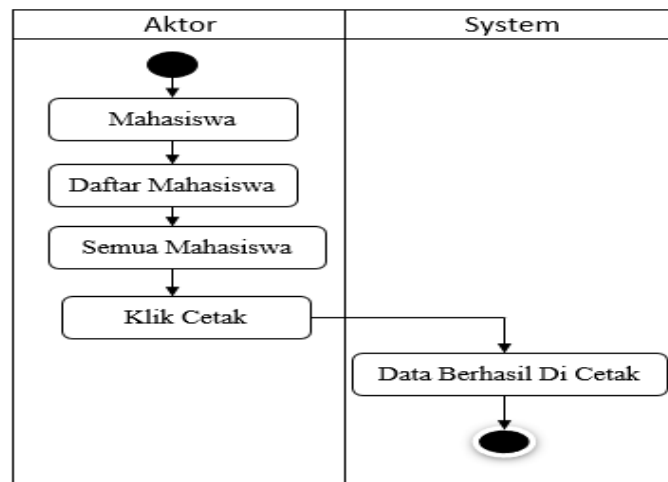 Aktor
System
Mahasiswa
Daftar Mahasiswa
Semua Mahasiswa
Klik Cetak
Data Berhasil Di Cetak